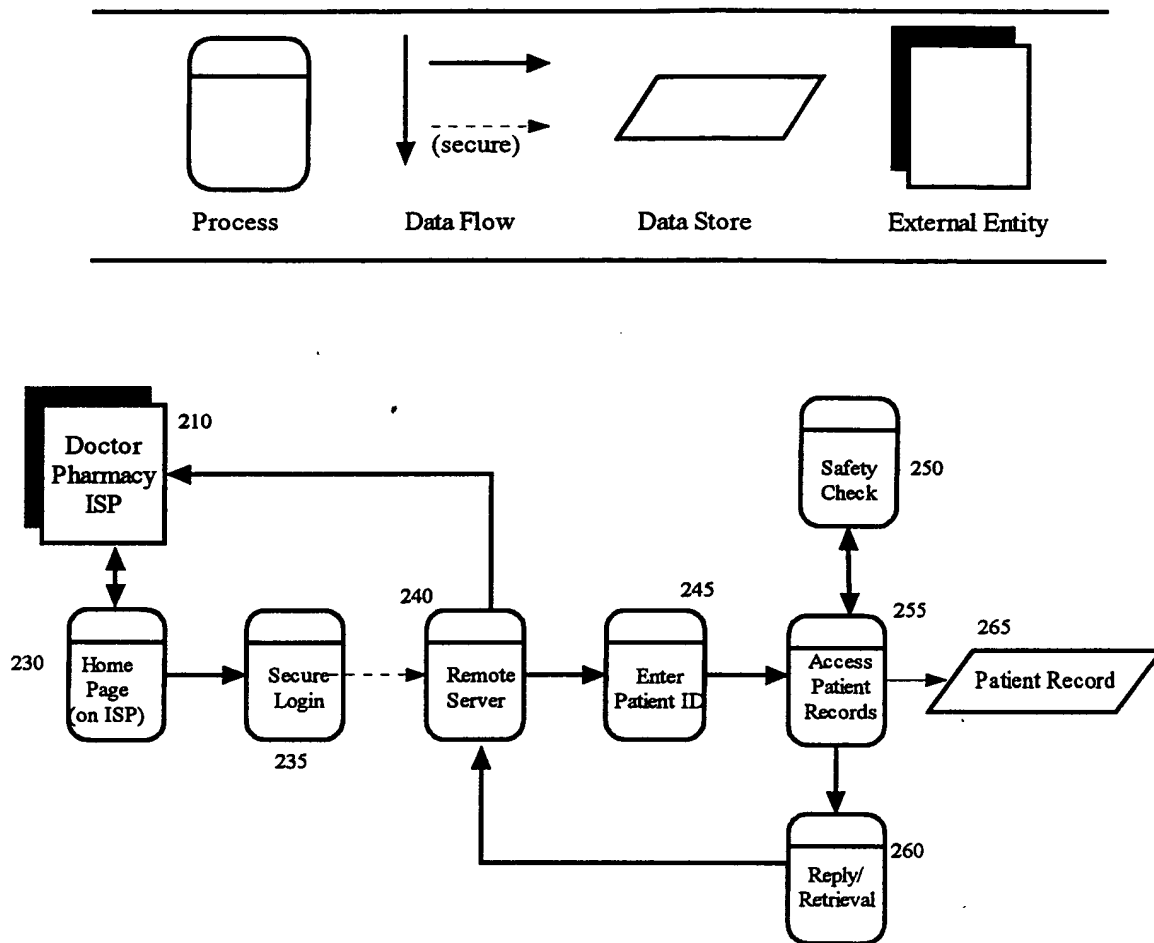 (secure)
Process
Data Flow
Data Store
External Entity
210
Doctor
Pharmacy
ISP
Safety
Check
250
230
Home
Page
(on ISP)
Secure
Login
235
240
Remote
Server
245
Enter
Patient ID
255
Access
Patient
Records
265
Patient Record
260
Reply/
Retrieval